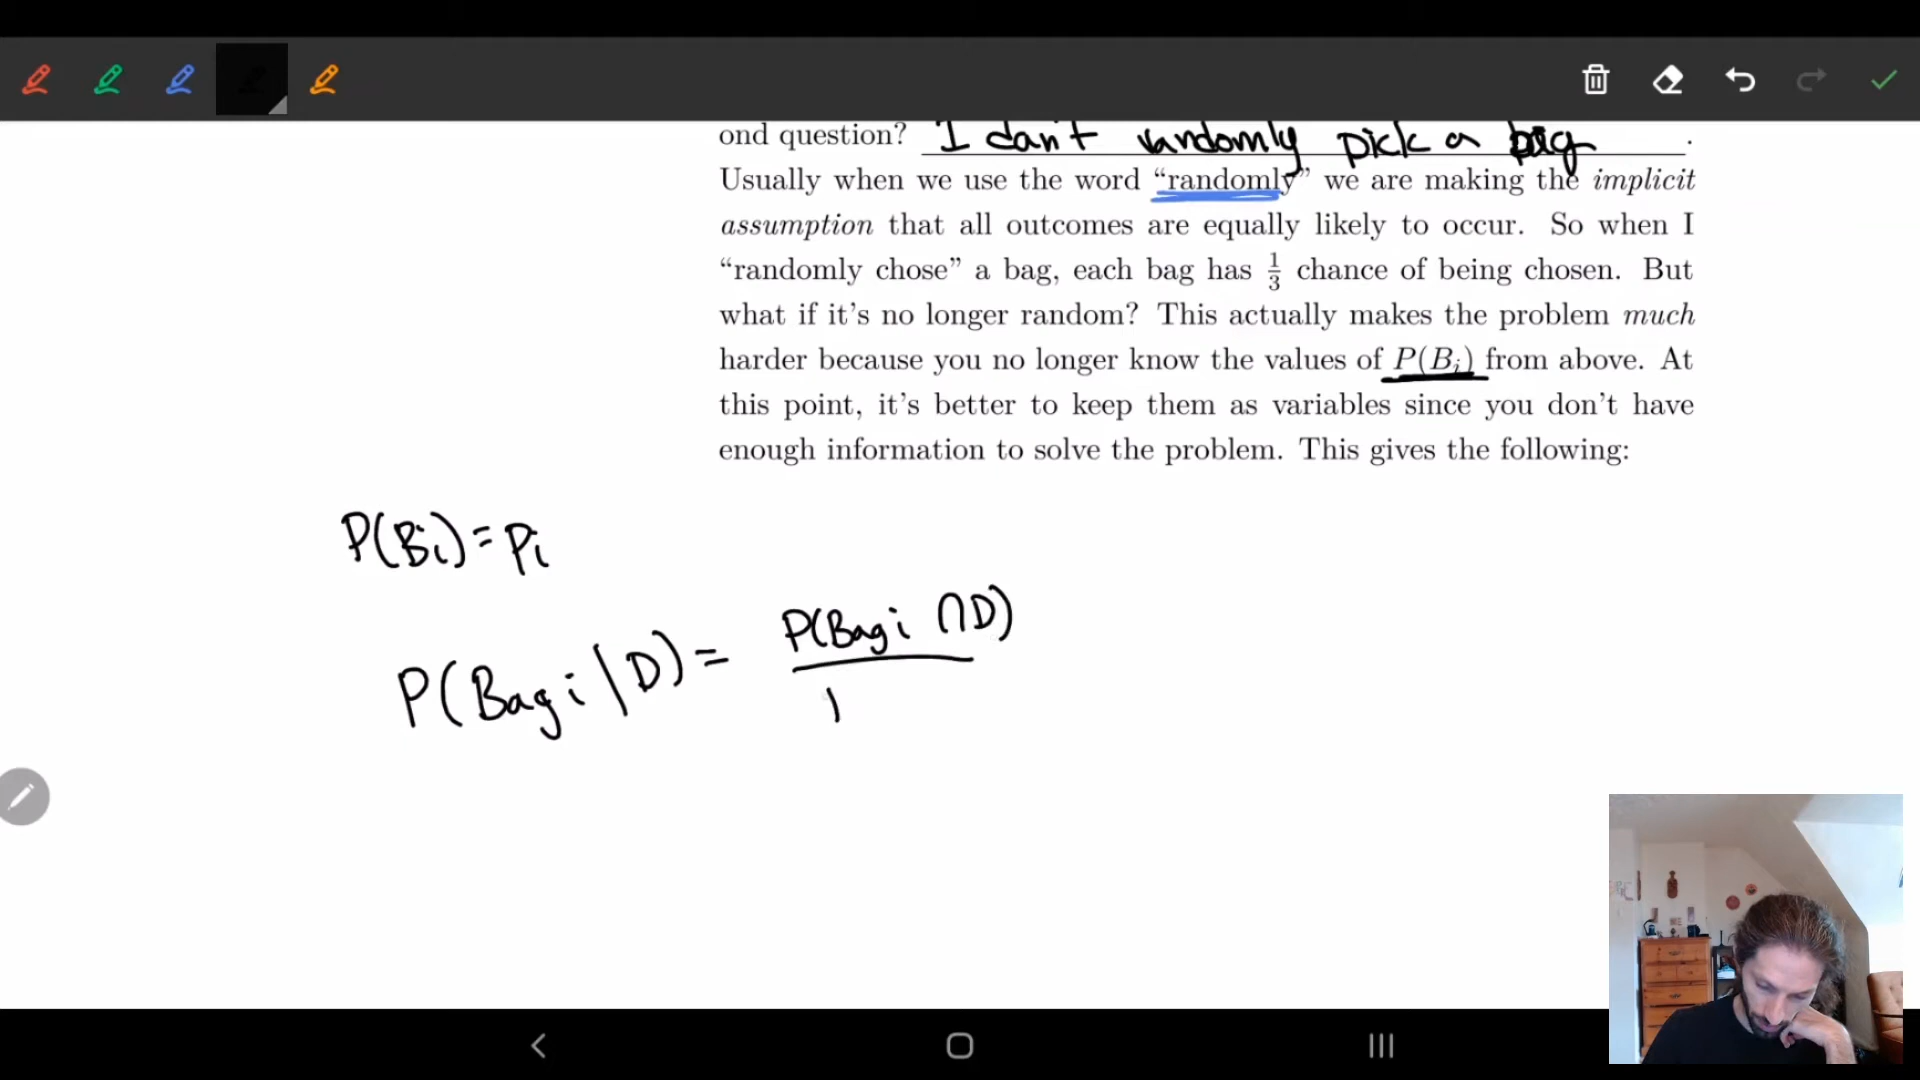 ond question? I don't randomly pick a bag.
Usually when we use the word “randomly” we are making the implicit
assumption that all outcomes are equally likely to occur. So when I
“randomly chose” a bag, each bag has 1/3 chance of being chosen. But
what if it's no longer random? This actually makes the problem much
harder because you no longer know the values of P(Bᵢ) from above. At
this point, it's better to keep them as variables since you don't have
enough information to solve the problem. This gives the following:
P(Bi) = pi
P(Bag i | D) = P(Bag i ∩ D)